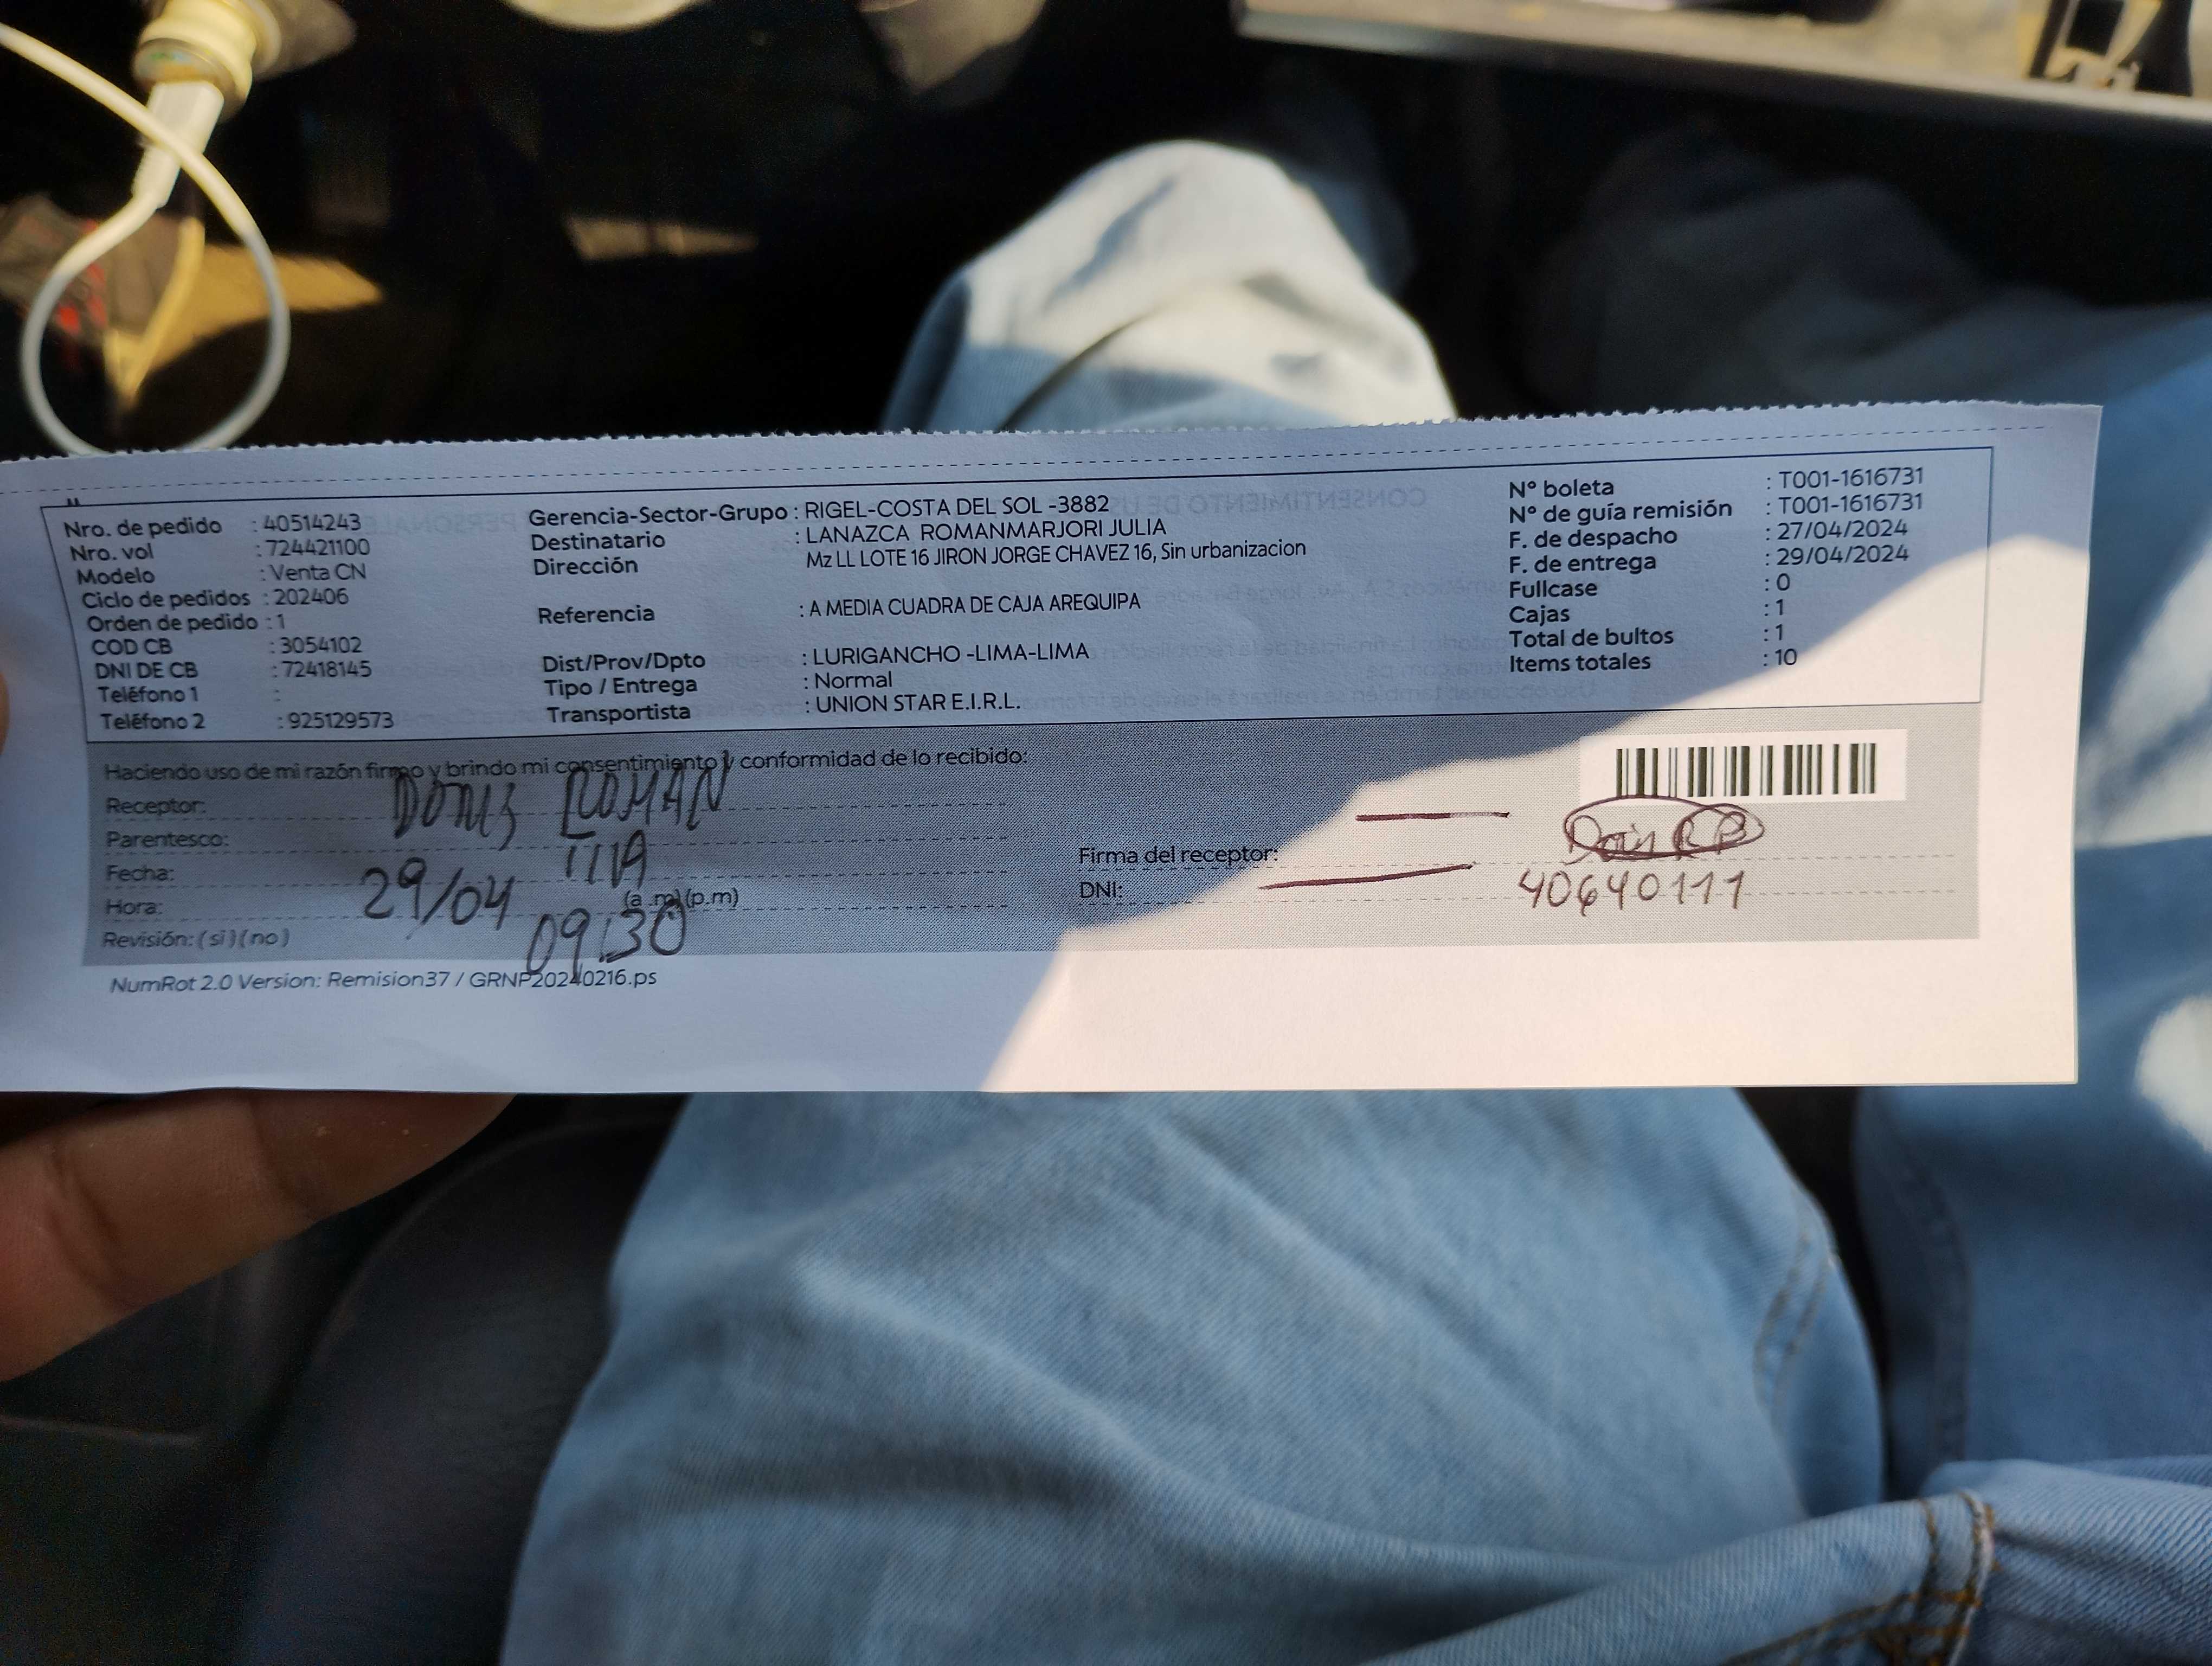 Nro. de pedido : 40514243
Nro. vol : 724421100
Modelo : Venta CN
Ciclo de pedidos : 202406
Orden de pedido : 1
COD CB : 3054102
DNI DE CB : 72418145
Teléfono 1 :
Teléfono 2 : 925129573
Gerencia-Sector-Grupo : RIGEL-COSTA DEL SOL -3882
Destinatario : LANAZCA ROMANMARJORI JULIA
Dirección Mz LL LOTE 16 JIRON JORGE CHAVEZ 16, Sin urbanizacion
Referencia : A MEDIA CUADRA DE CAJA AREQUIPA
Dist/Prov/Dpto : LURIGANCHO -LIMA-LIMA
Tipo / Entrega : Normal
Transportista : UNION STAR E.I.R.L.
N° boleta : T001-1616731
N° de guía remisión : T001-1616731
F. de despacho : 27/04/2024
F. de entrega : 29/04/2024
Fullcase : 0
Cajas : 1
Total de bultos : 1
Items totales : 10
Haciendo uso de mi razón firmo y brindo mi consentimiento y conformidad de lo recibido:
Receptor: DORIS ROMAN
Parentesco: TIA
Fecha: 29/04
Hora: 09:30 (a.m)(p.m)
Revisión: (si)(no)
Firma del receptor: Doris RP
DNI: 40640111
NumRot 2.0 Version: Remision37 / GRNP20240216.ps